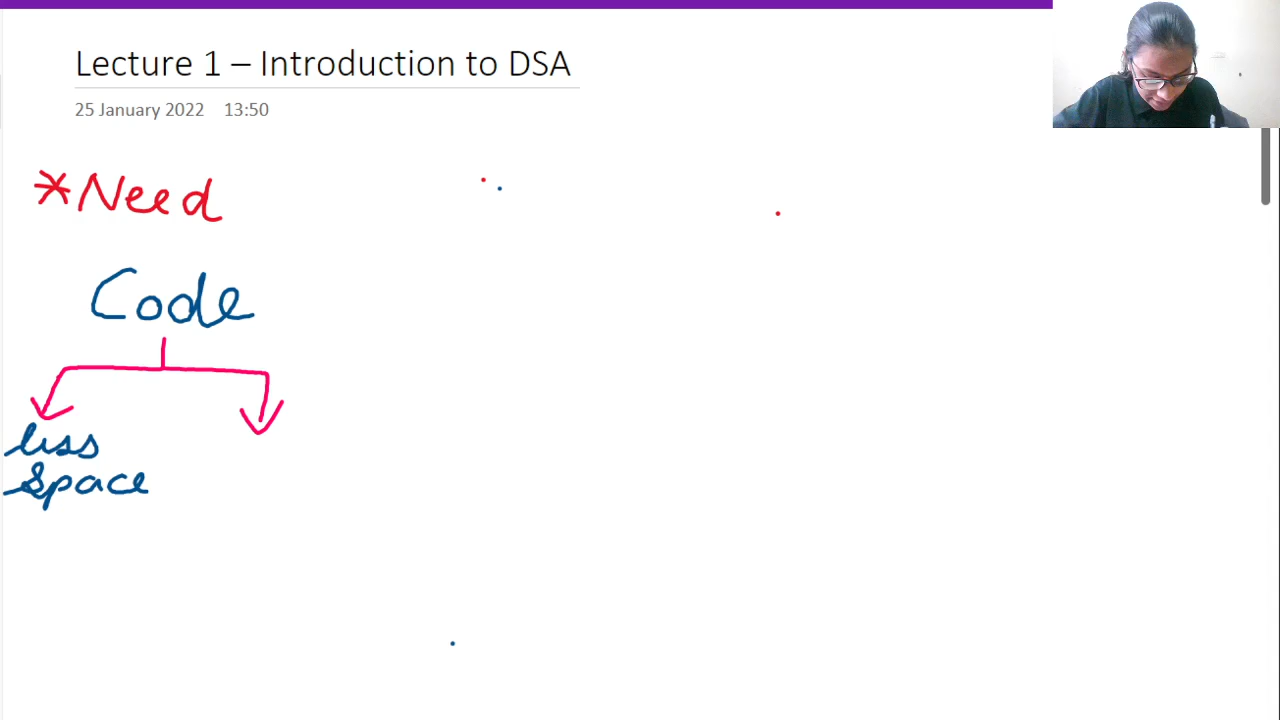 Lecture 1 – Introduction to DSA
25 January 2022 13:50
*Need
Code
less
space